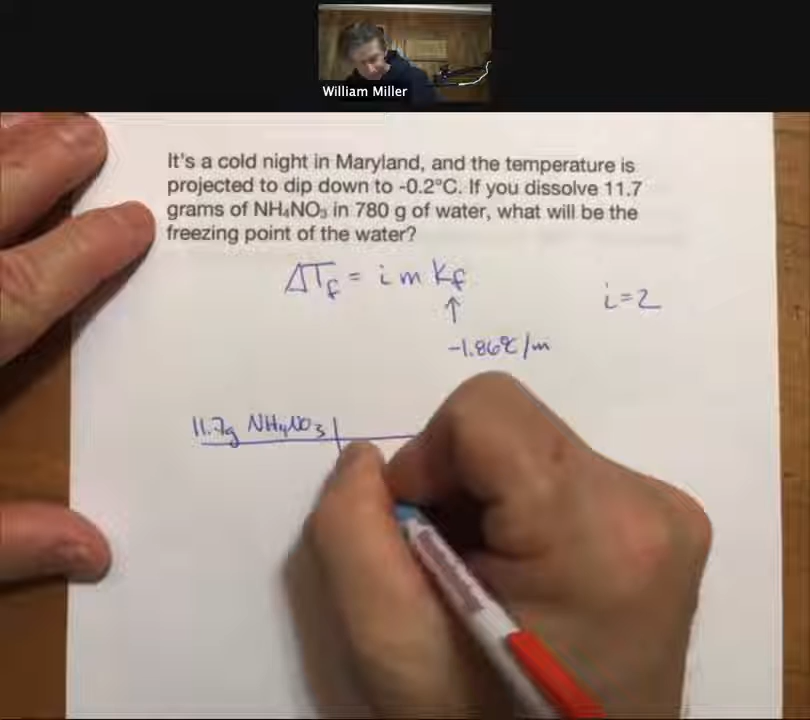 William Miller
It's a cold night in Maryland, and the temperature is
projected to dip down to -0.2°C. If you dissolve 11.7
grams of NH₄NO₃ in 780 g of water, what will be the
freezing point of the water?
ΔT_f = i m K_f
i=2
↑
-1.86°C/m
11.7g NH₄NO₃